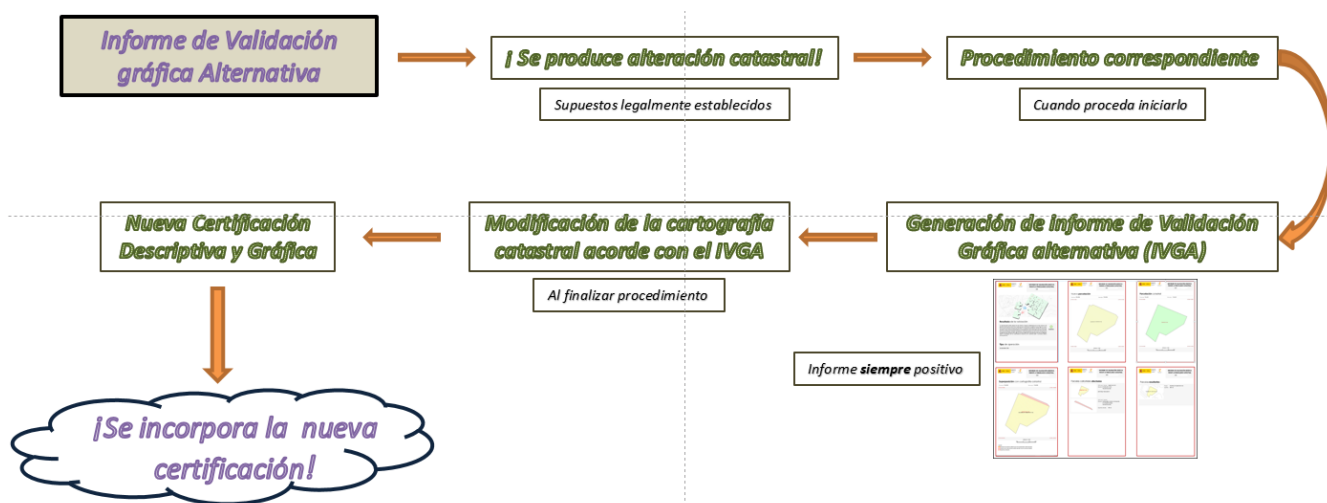 Informe de Validación
gráfica Alternativa
¡ Se produce alteración catastral!
Supuestos legalmente establecidos
Procedimiento correspondiente
Cuando proceda iniciarlo
Generación de informe de Validación
Gráfica alternativa (IVGA)
Informe siempre positivo
Modificación de la cartografía
catastral acorde con el IVGA
Al finalizar procedimiento
Nueva Certificación
Descriptiva y Gráfica
¡Se incorpora la nueva
certificación!